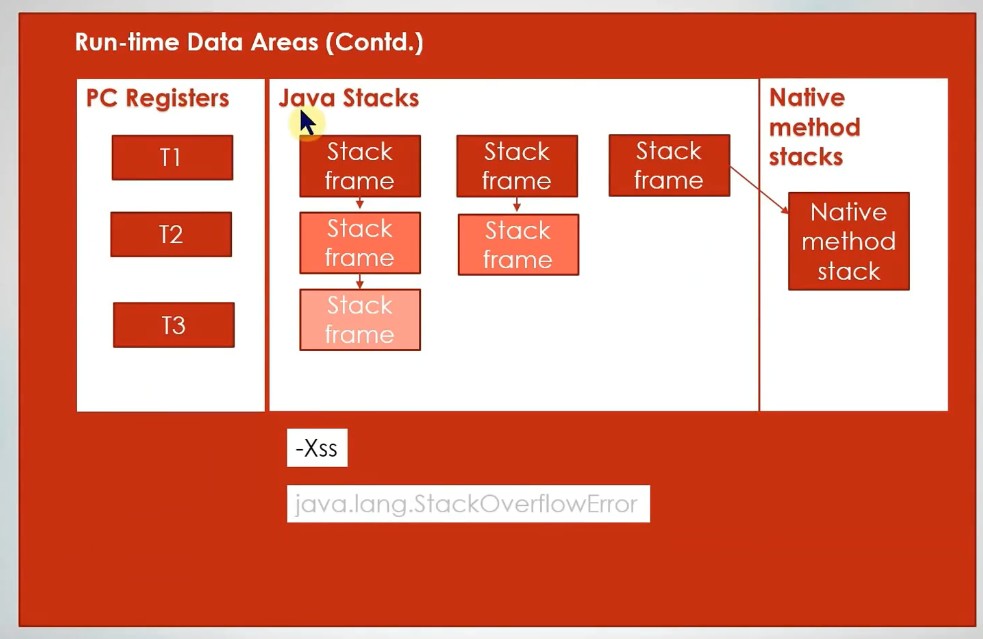 Run-time Data Areas (Contd.)
PC Registers
T1
T2
T3
Java Stacks
Stack
frame
Stack
frame
Stack
frame
Stack
frame
Stack
frame
Stack
frame
Native
method
stacks
Native
method
stack
-Xss
java.lang.StackOverflowError